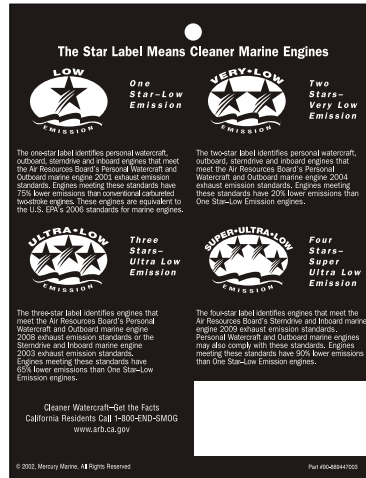 The Star Label Means Cleaner Marine Engines
LOW
EMISSION
One
Star–Low
Emission
The one-star label identifies personal watercraft,
outboard, sterndrive and inboard engines that meet
the Air Resources Board's Personal Watercraft and
Outboard marine engine 2001 exhaust emission
standards. Engines meeting these standards have
75% lower emissions than conventional carbureted
two-stroke engines. These engines are equivalent to
the U.S. EPA's 2006 standards for marine engines.
VERY•LOW
EMISSION
Two
Stars–
Very Low
Emission
The two-star label identifies personal watercraft,
outboard, sterndrive and inboard engines that
meet the Air Resources Board's Personal
Watercraft and Outboard marine engine 2004
exhaust emission standards. Engines meeting
these standards have 20% lower emissions than
One Star–Low Emission engines.
ULTRA•LOW
EMISSION
Three
Stars–
Ultra Low
Emission
The three-star label identifies engines that
meet the Air Resources Board's Personal
Watercraft and Outboard marine engine
2008 exhaust emission standards or the
Sterndrive and Inboard marine engine
2003 exhaust emission standards.
Engines meeting these standards have
65% lower emissions than One Star–Low
Emission engines.
SUPER•ULTRA•LOW
EMISSION
Four
Stars–
Super
Ultra Low
Emission
The four-star label identifies engines that meet the
Air Resources Board's Sterndrive and Inboard marine
engine 2009 exhaust emission standards.
Personal Watercraft and Outboard marine engines
may also comply with these standards. Engines
meeting these standards have 90% lower emissions
than One Star–Low Emission engines.
Cleaner Watercraft–Get the Facts
California Residents Call 1-800-END-SMOG
www.arb.ca.gov
© 2002, Mercury Marine, All Rights Reserved
Part #90-889447003